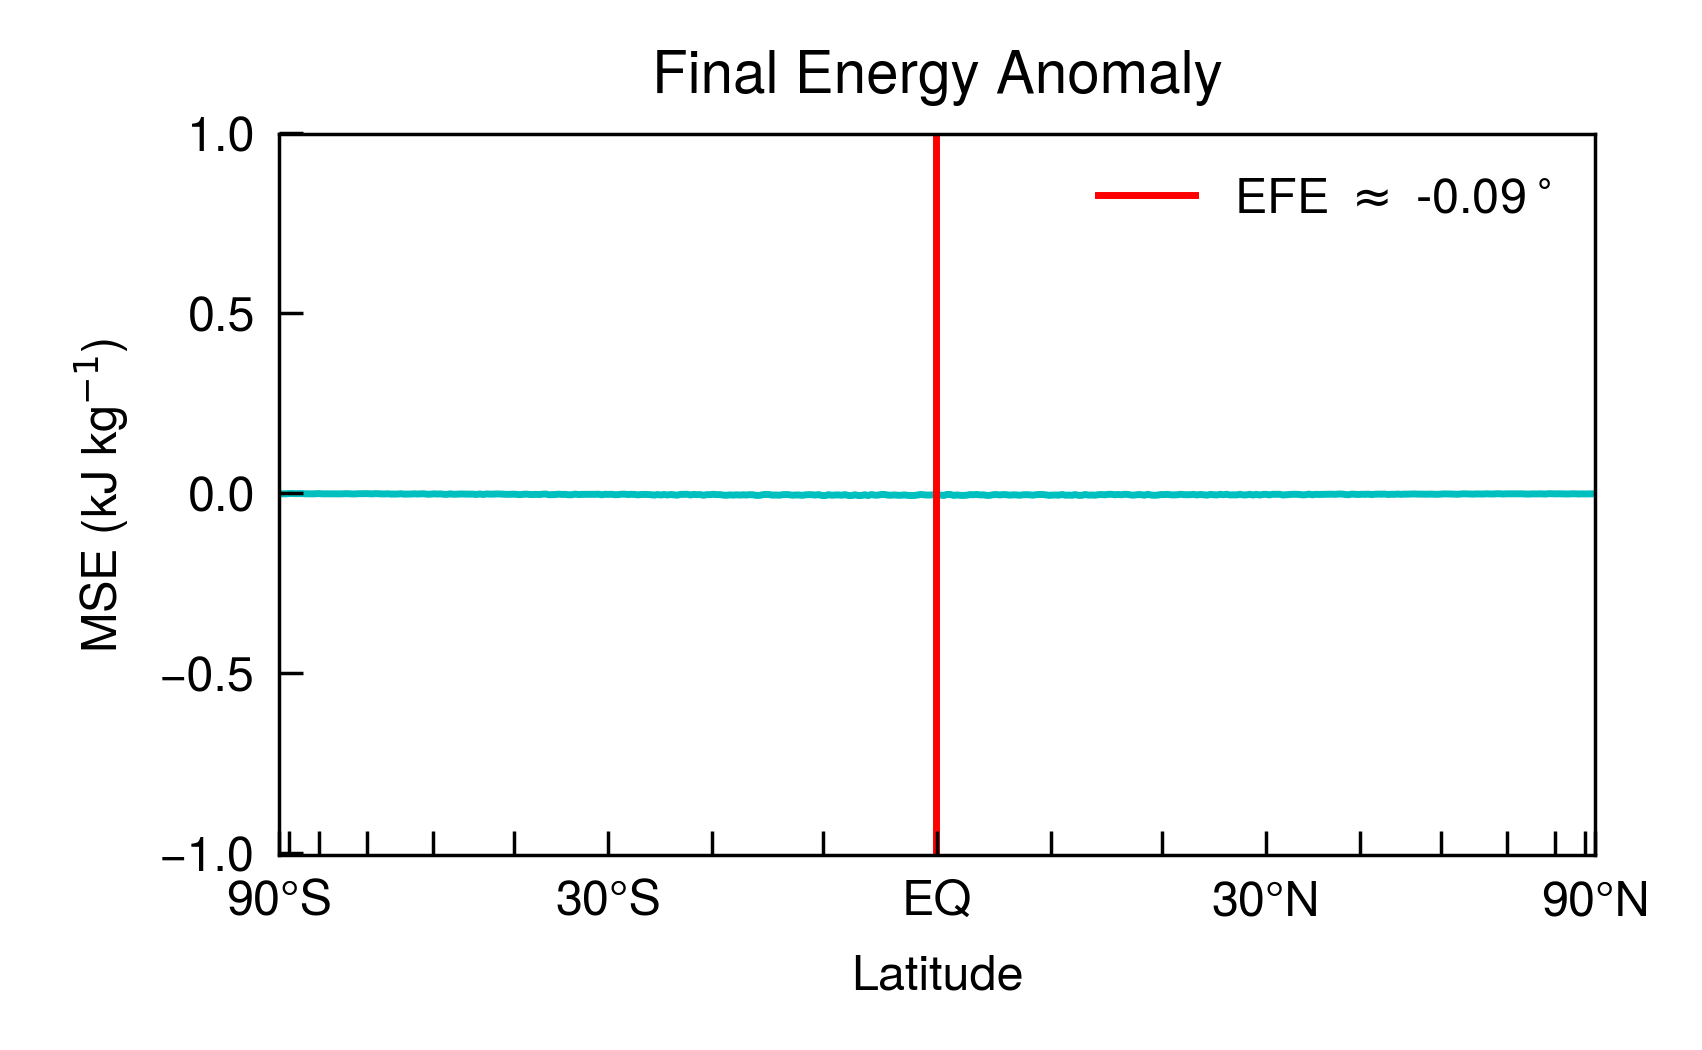 Final Energy Anomaly
1.0
EFE ≈ -0.09°
0.5
MSE (kJ kg⁻¹)
0.0
−0.5
−1.0
90°S 30°S EQ 30°N 90°N
Latitude